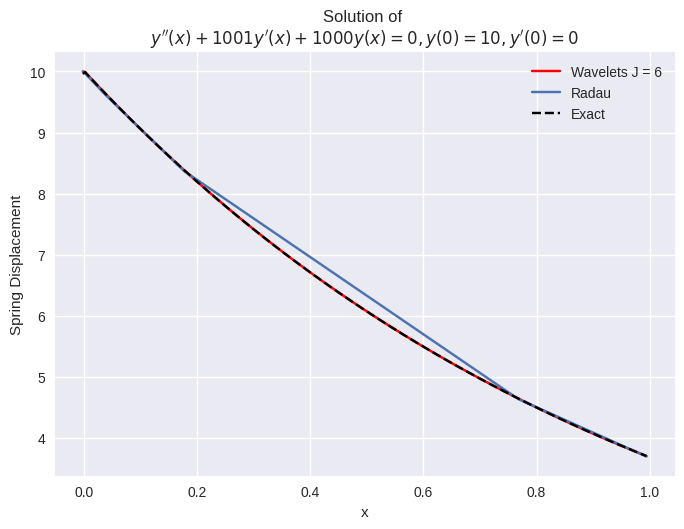 Solution of
y''(x) + 1001y'(x) + 1000y(x) = 0, y(0) = 10, y'(0) = 0
Wavelets J = 6
Radau
Exact
10
9
8
7
6
5
4
Spring Displacement
0.0 0.2 0.4 0.6 0.8 1.0
x